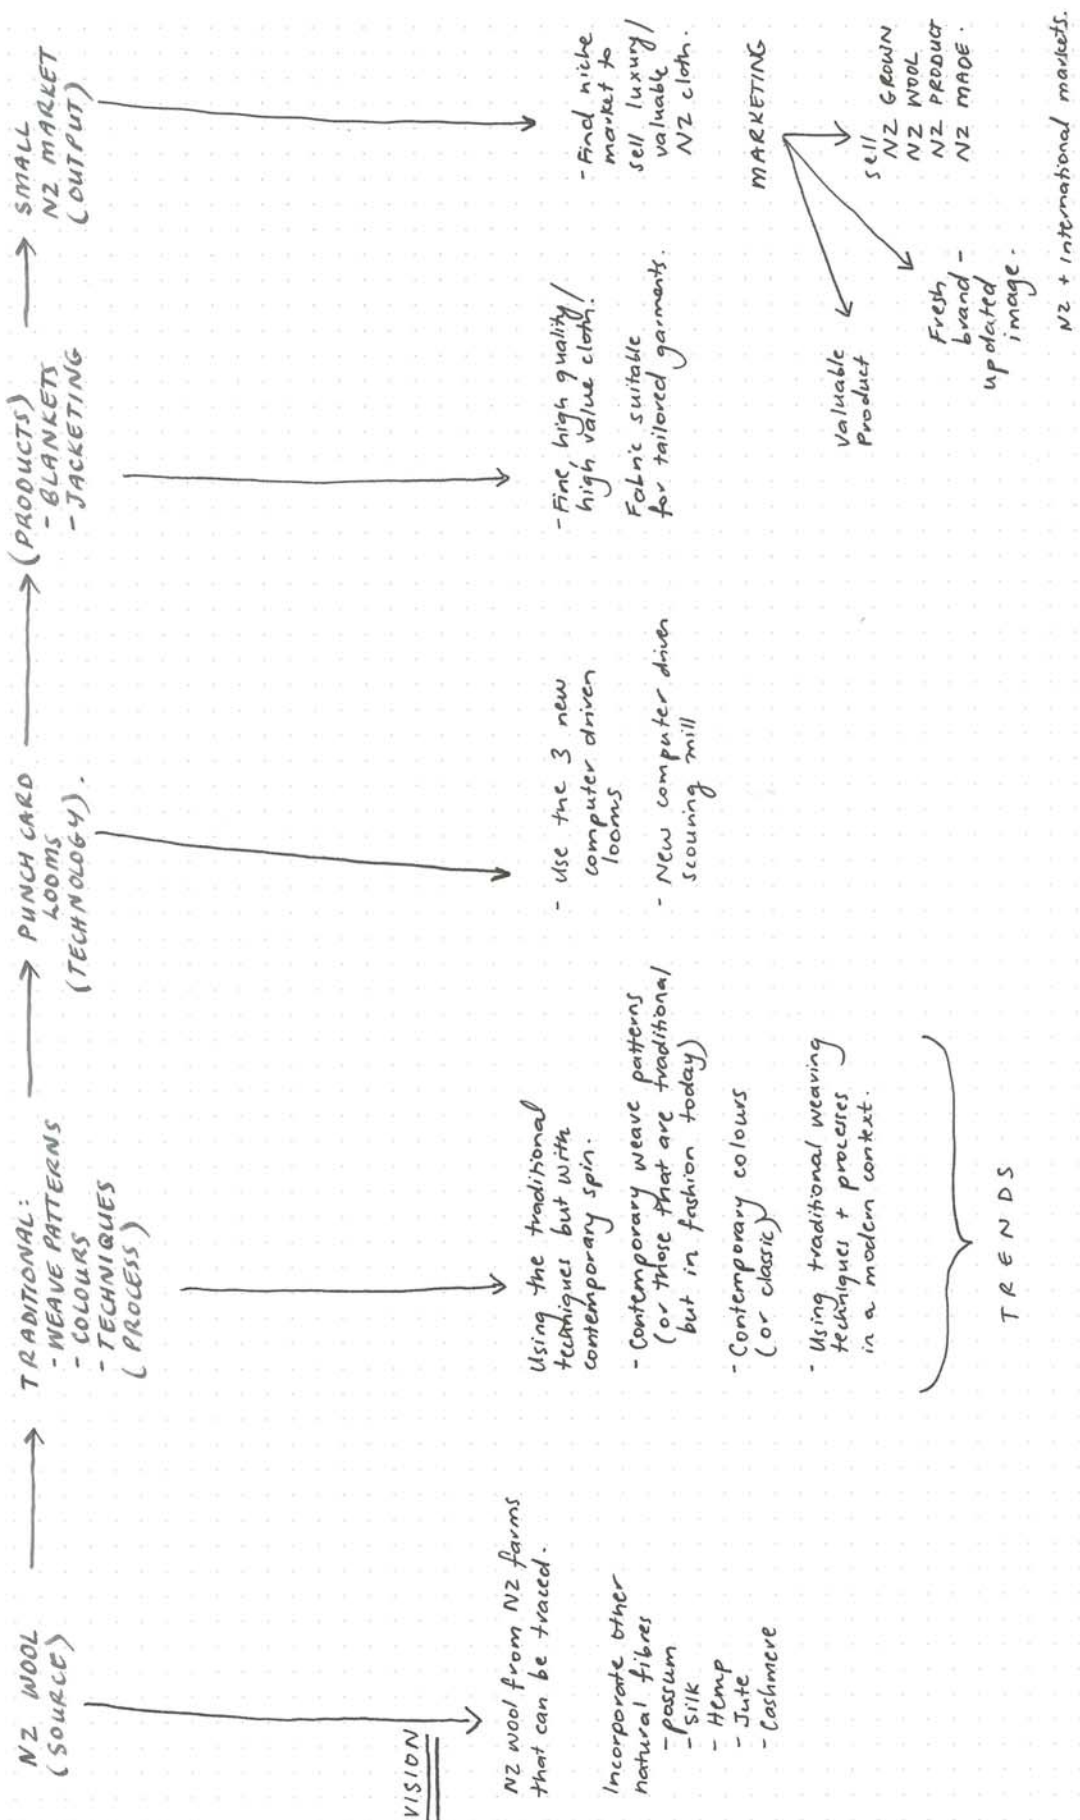 NZ WOOL
(SOURCE)
TRADITIONAL:
- WEAVE PATTERNS
- COLOURS
- TECHNIQUES
(PROCESS)
PUNCH CARD
LOOMS
(TECHNOLOGY).
(PRODUCTS)
- BLANKETS
- JACKETING
SMALL
NZ MARKET
(OUTPUT)
VISION
NZ wool from NZ farms
that can be traced.
Incorporate other
natural fibres
- possum
- silk
- Hemp
- Jute
- Cashmere
Using the traditional
techniques but with
contemporary spin.
- Contemporary weave patterns
(or those that are traditional
but in fashion today)
- Contemporary colours
(or classic)
- Using traditional weaving
techniques + processes
in a modern context.
TRENDS
- Use the 3 new
computer driven
looms
- New computer driven
scouring mill
- Fine, high quality/
high value cloth.
Fabric suitable
for tailored garments.
- Find niche
market to
sell luxury/
valuable
NZ cloth.
MARKETING
Valuable
Product
Fresh
brand -
updated
image.
sell
NZ GROWN
NZ WOOL
NZ PRODUCT
NZ MADE.
NZ + International markets.